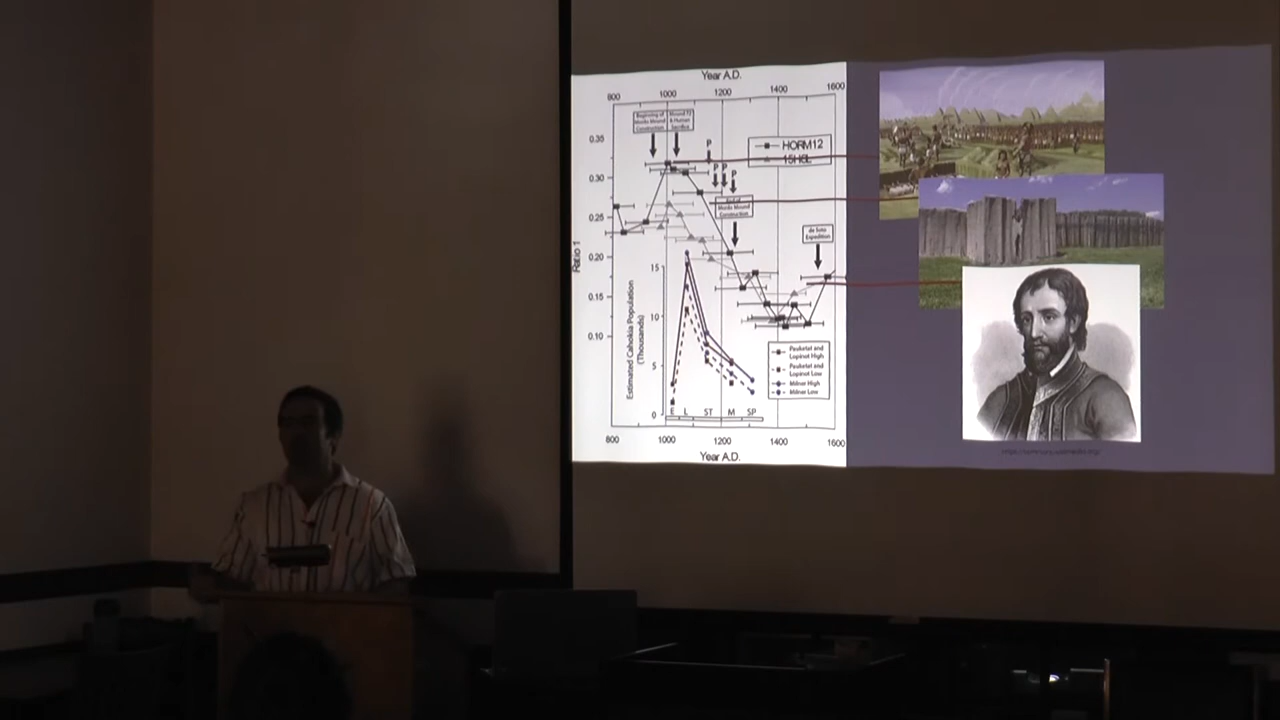 Year A.D.
800 1000 1200 1400 1600
Beginning of
Monks Mound
Construction
Mound 72
& Human
Sacrifice
P
HORM12
15HSL
P P P
Monks Mound
Construction
de Soto
Expedition
Ratio 1
0.35
0.30
0.25
0.20
0.15
0.10
Estimated Cahokia Population
(Thousands)
15
10
5
0
E L ST M SP
Pauketat and
Lopinot High
Pauketat and
Lopinot Low
Milner High
Milner Low
800 1000 1200 1400 1600
Year A.D.